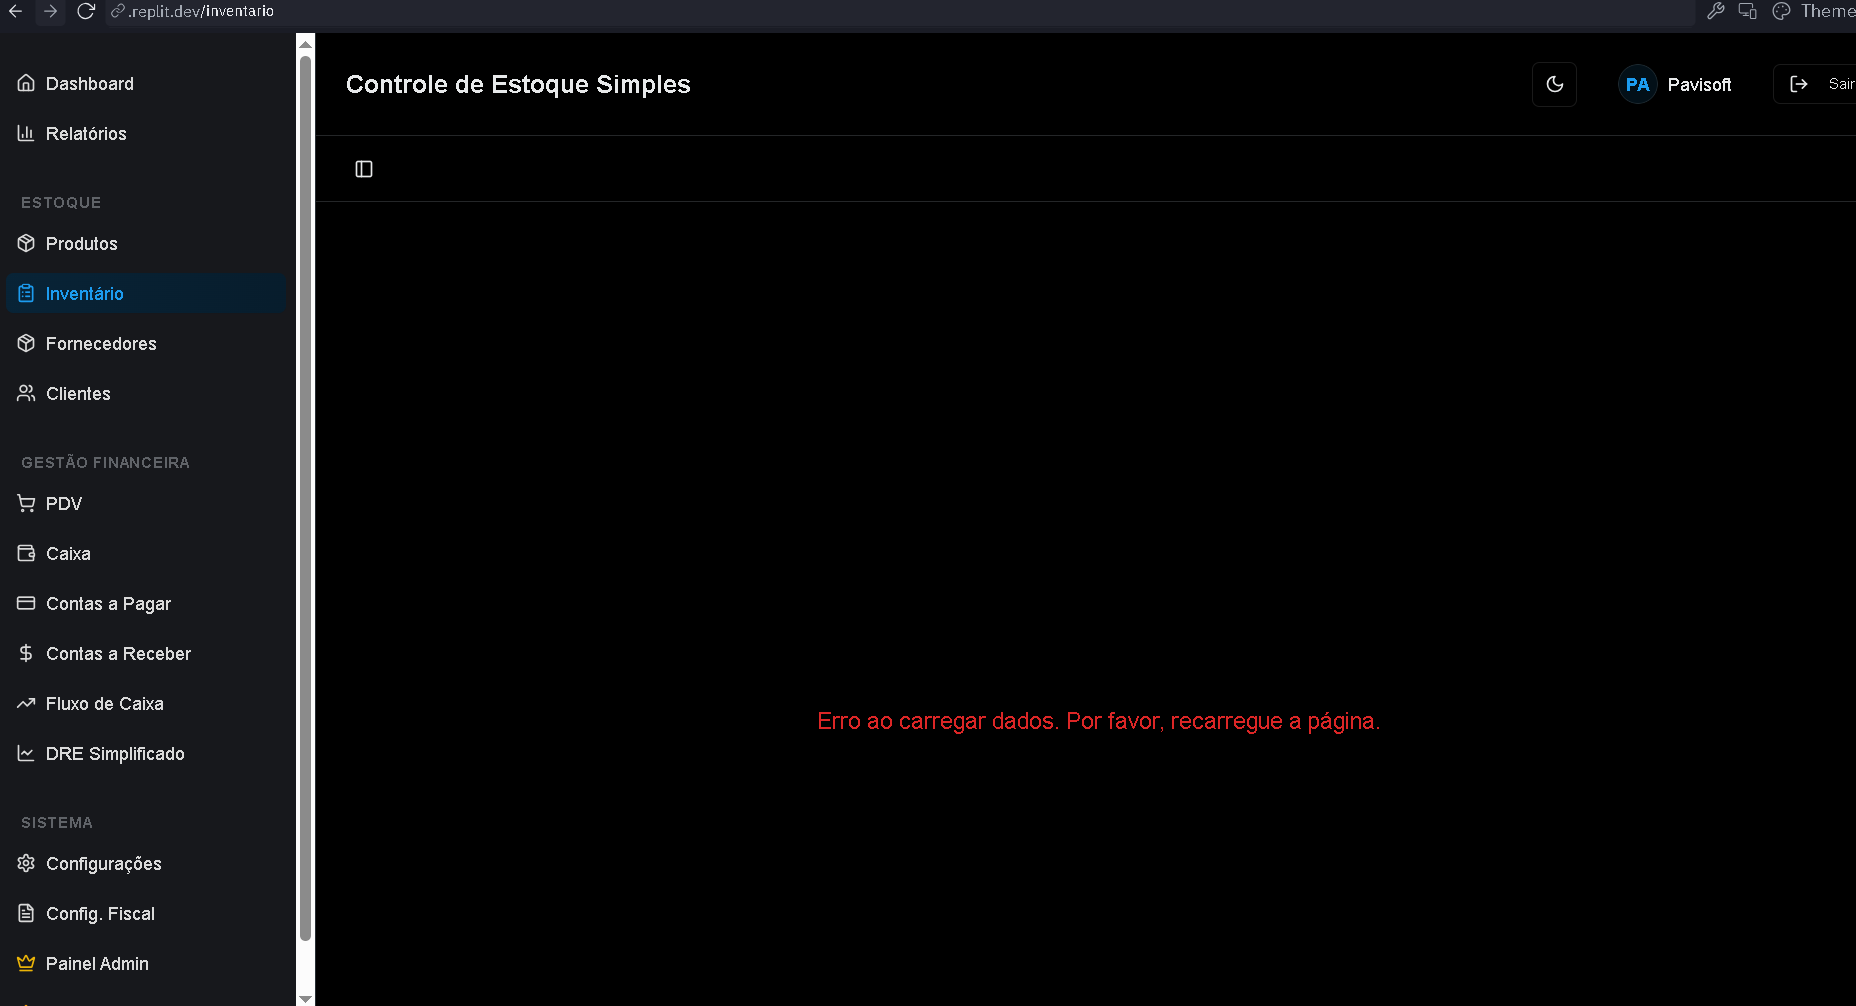 .replit.dev/inventario
Theme
Dashboard
Relatórios
ESTOQUE
Produtos
Inventário
Fornecedores
Clientes
GESTÃO FINANCEIRA
PDV
Caixa
Contas a Pagar
Contas a Receber
Fluxo de Caixa
DRE Simplificado
SISTEMA
Configurações
Config. Fiscal
Painel Admin
Controle de Estoque Simples
PA
Pavisoft
Sair
Erro ao carregar dados. Por favor, recarregue a página.